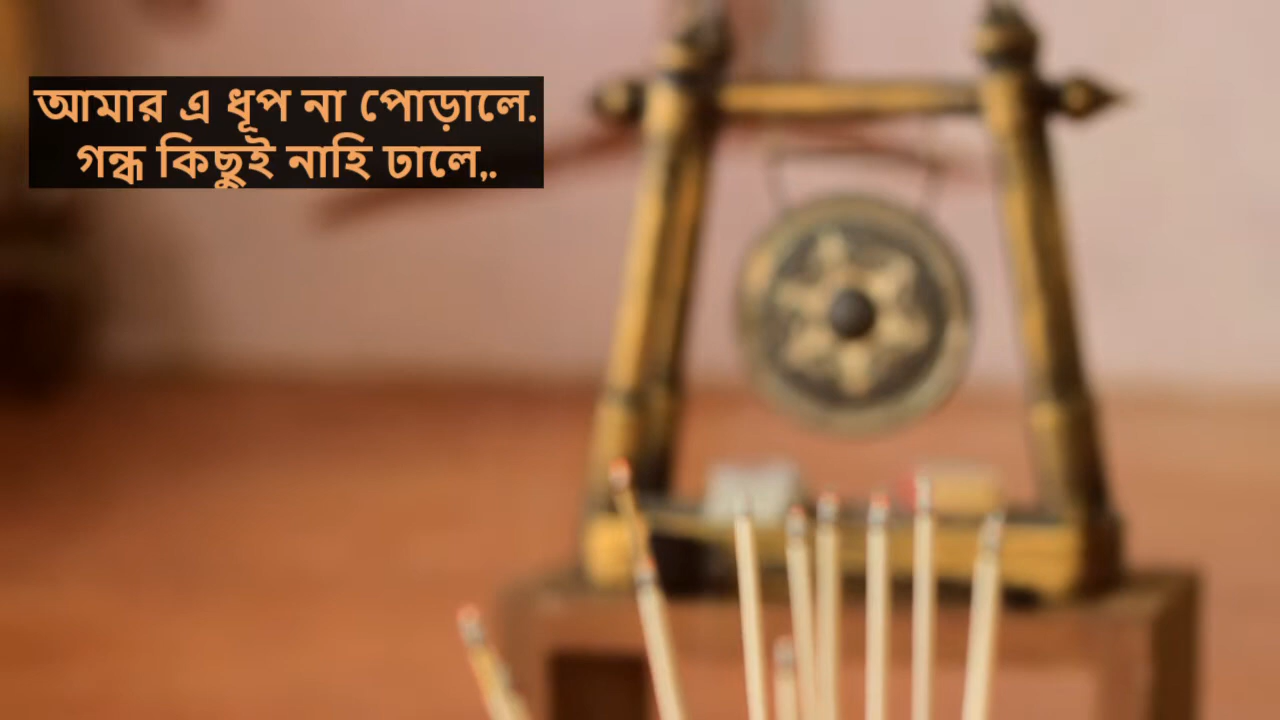 আমার এ ধূপ না পোড়ালে.
গন্ধ কিছুই নাহি ঢালে,.